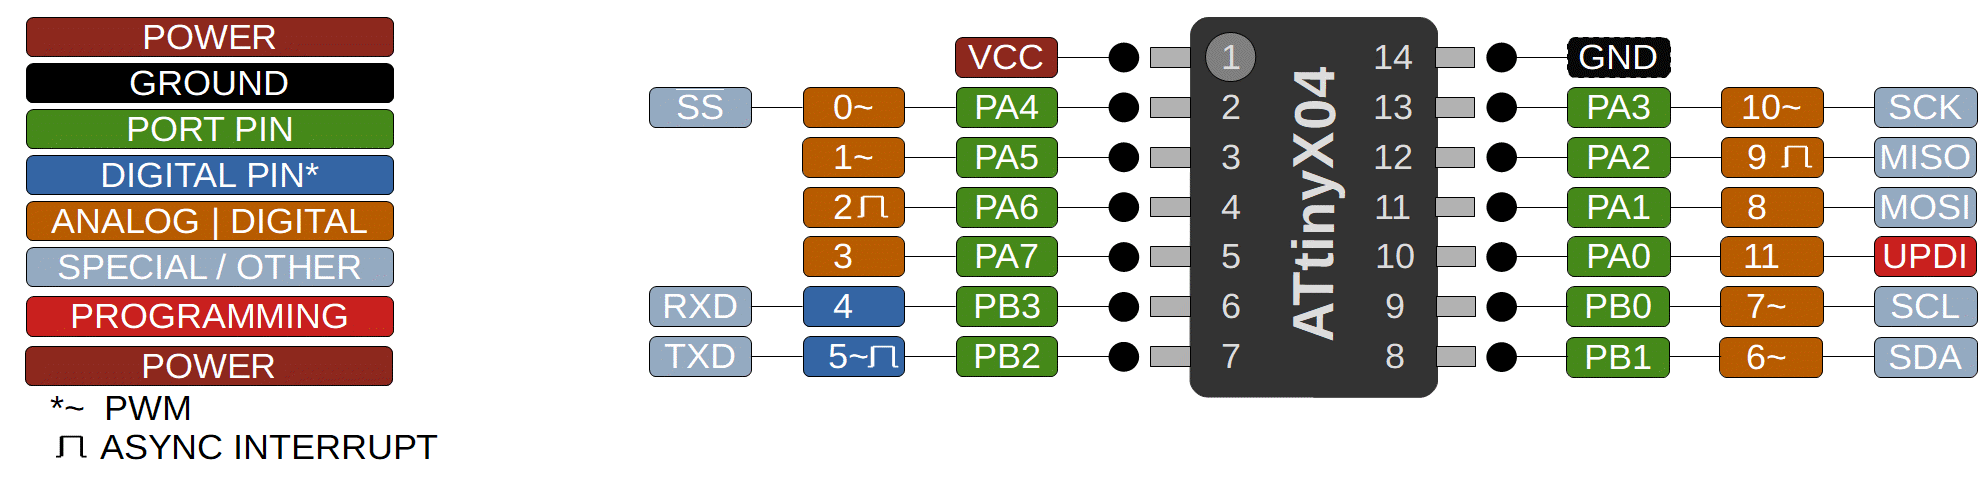 POWER
GROUND
PORT PIN
DIGITAL PIN*
ANALOG | DIGITAL
SPECIAL / OTHER
PROGRAMMING
POWER
*~ PWM
ASYNC INTERRUPT
VCC 1 14 GND
SS 0~ PA4 2 13 PA3 10~ SCK
1~ PA5 3 12 PA2 9 MISO
2 PA6 4 11 PA1 8 MOSI
3 PA7 5 10 PA0 11 UPDI
RXD 4 PB3 6 9 PB0 7~ SCL
TXD 5~ PB2 7 8 PB1 6~ SDA
ATtinyX04